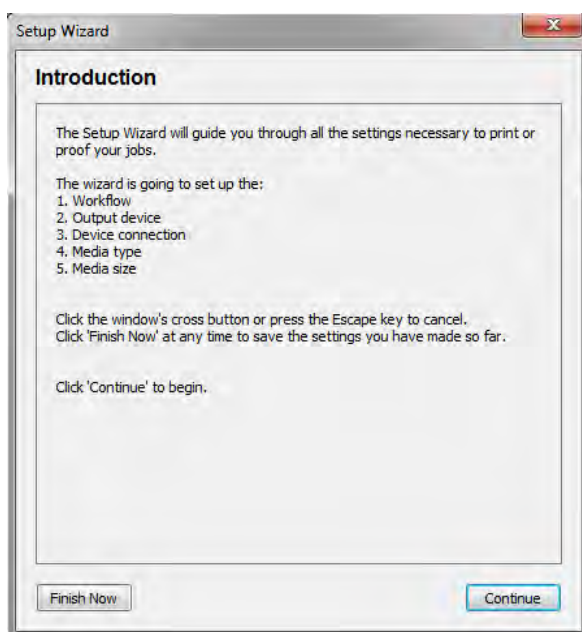 Setup Wizard
Introduction
The Setup Wizard will guide you through all the settings necessary to print or
proof your jobs.
The wizard is going to set up the:
1. Workflow
2. Output device
3. Device connection
4. Media type
5. Media size
Click the window's cross button or press the Escape key to cancel.
Click 'Finish Now' at any time to save the settings you have made so far.
Click 'Continue' to begin.
Finish Now
Continue